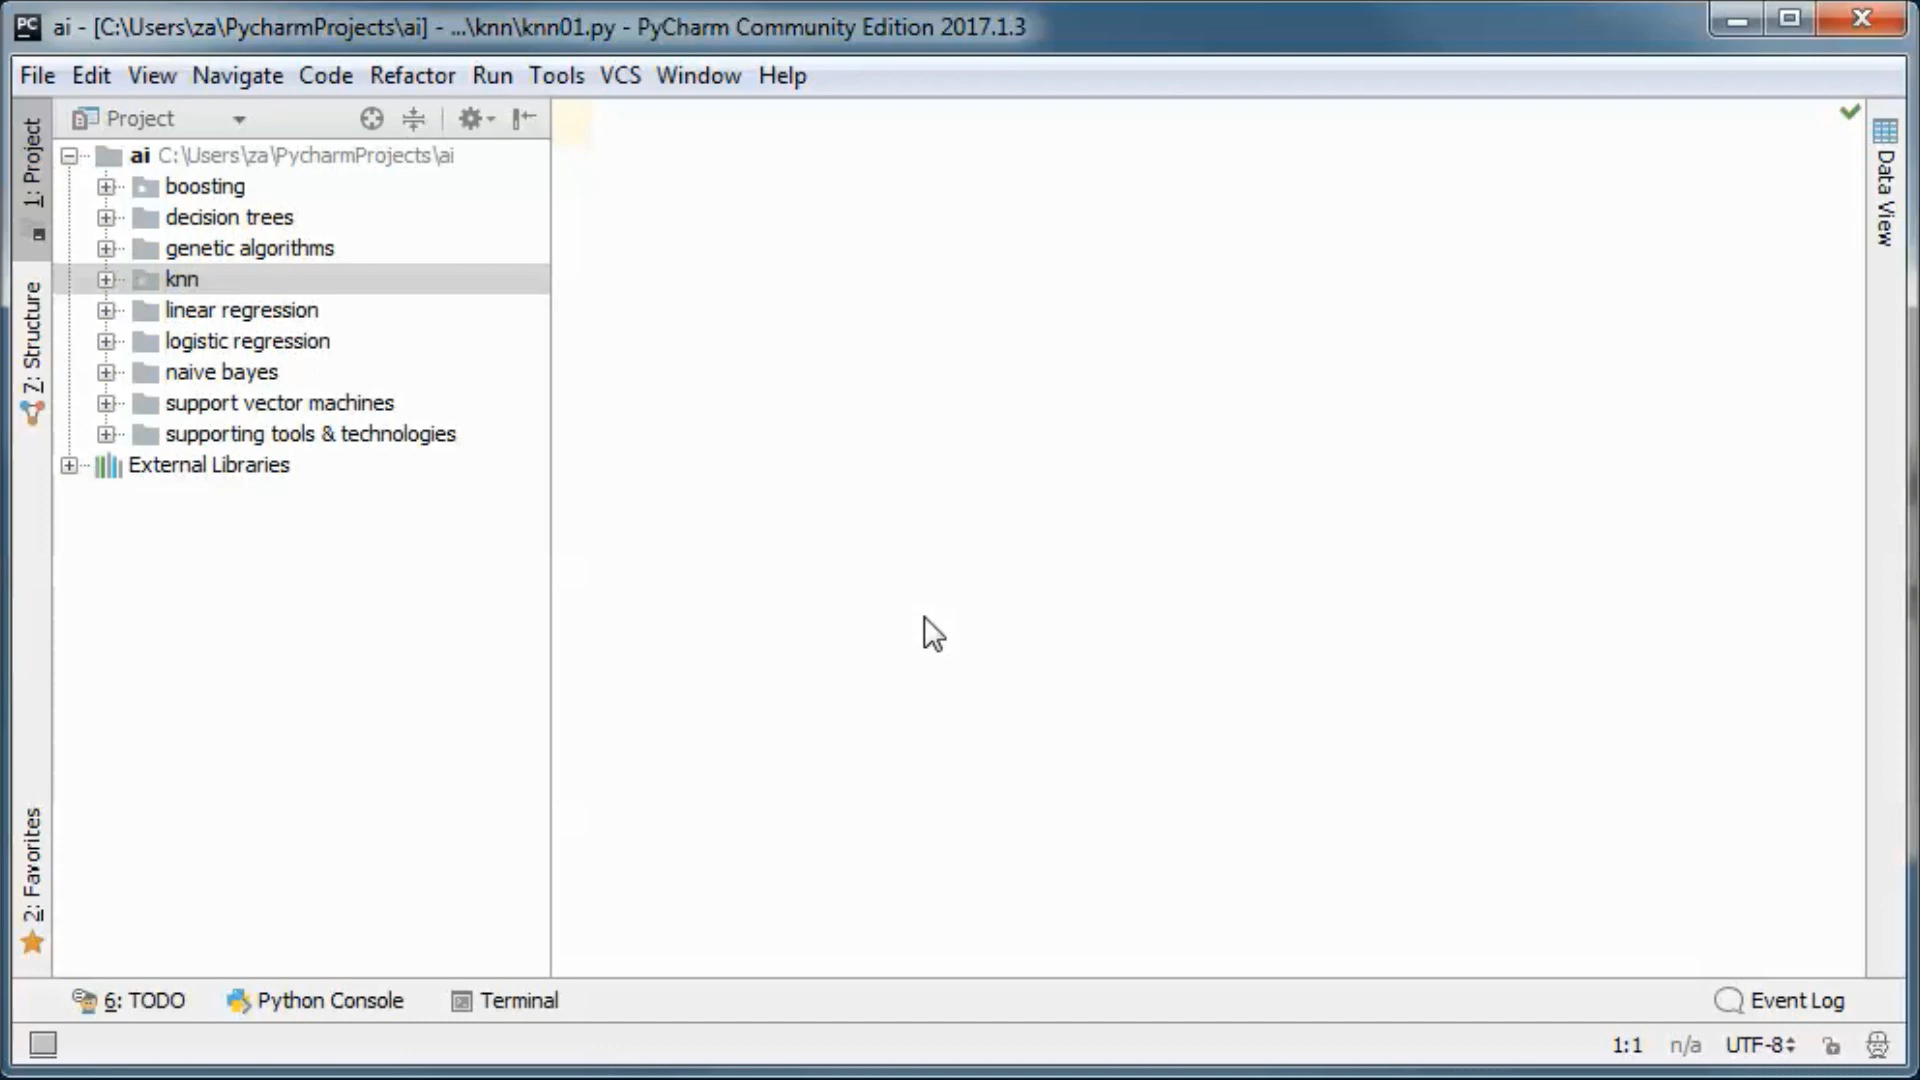 PC ai - [C:\Users\za\PycharmProjects\ai] - ...\knn\knn01.py - PyCharm Community Edition 2017.1.3
File Edit View Navigate Code Refactor Run Tools VCS Window Help
1: Project
Project
ai C:\Users\za\PycharmProjects\ai
boosting
decision trees
genetic algorithms
knn
linear regression
logistic regression
naive bayes
support vector machines
supporting tools & technologies
External Libraries
7: Structure
2: Favorites
Data View
6: TODO Python Console Terminal Event Log
1:1 n/a UTF-8